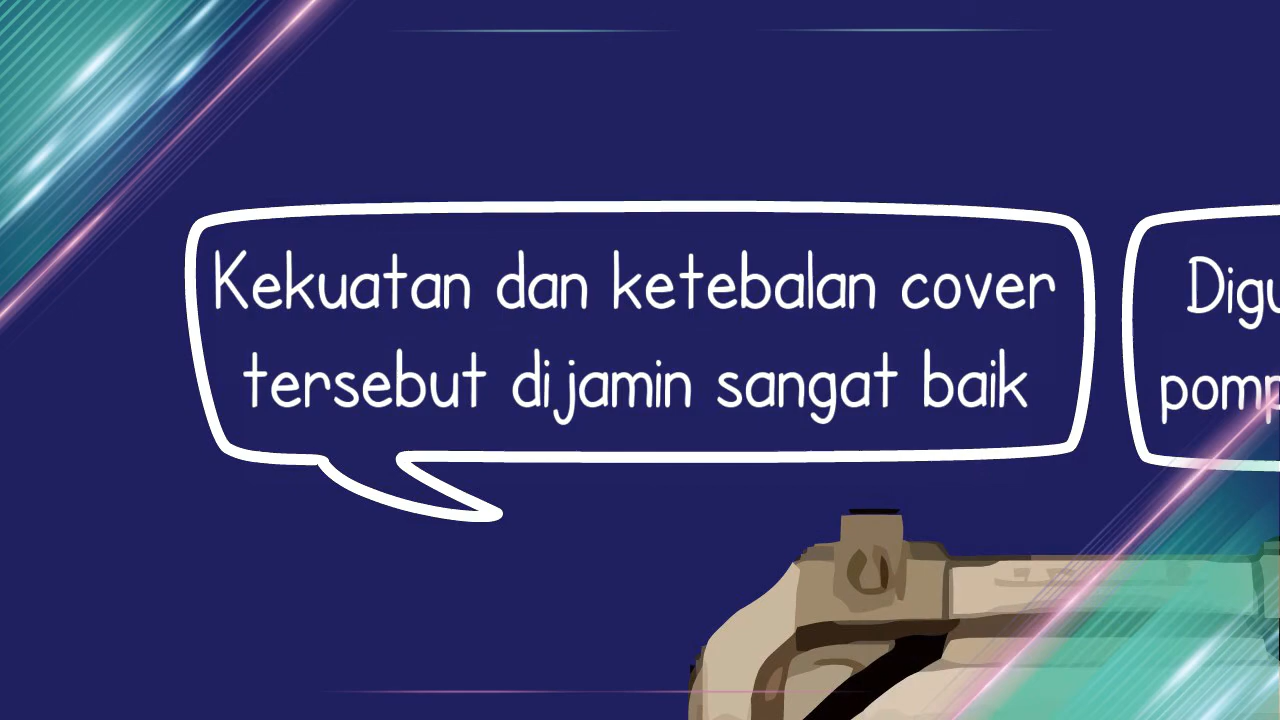 Kekuatan dan ketebalan cover
tersebut dijamin sangat baik